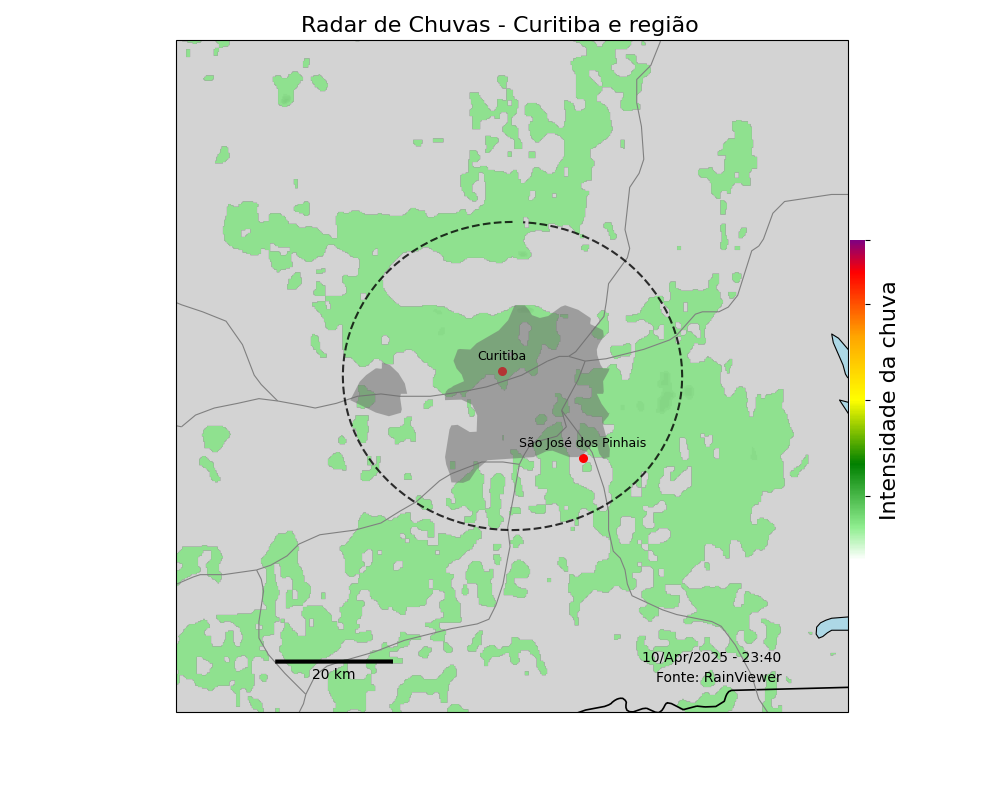 Radar de Chuvas - Curitiba e região
Curitiba
São José dos Pinhais
Intensidade da chuva
10/Apr/2025 - 23:40
Fonte: RainViewer
20 km